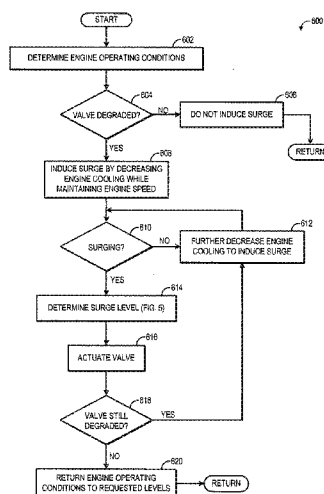 START
600
602
DETERMINE ENGINE OPERATING CONDITIONS
604
606
VALVE DEGRADED?
NO
DO NOT INDUCE SURGE
YES
RETURN
608
INDUCE SURGE BY DECREASING
ENGINE COOLING WHILE
MAINTAINING ENGINE SPEED
610
612
SURGING?
NO
FURTHER DECREASE ENGINE
COOLING TO INDUCE SURGE
YES
614
DETERMINE SURGE LEVEL (FIG. 5)
616
ACTUATE VALVE
618
VALVE STILL
DEGRADED?
YES
NO
620
RETURN ENGINE OPERATING
CONDITIONS TO REQUESTED LEVELS
RETURN